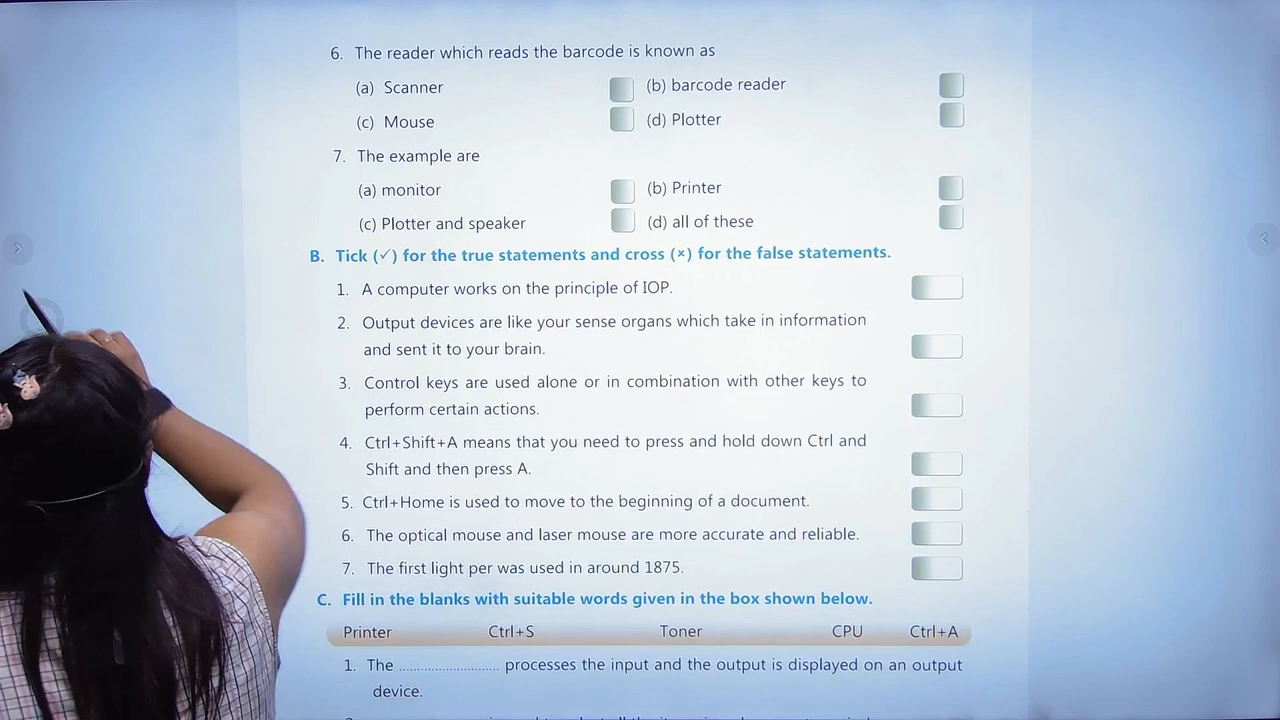 6. The reader which reads the barcode is known as
(a) Scanner (b) barcode reader
(c) Mouse (d) Plotter
7. The example are
(a) monitor (b) Printer
(c) Plotter and speaker (d) all of these
B. Tick (✓) for the true statements and cross (×) for the false statements.
1. A computer works on the principle of IOP.
2. Output devices are like your sense organs which take in information
and sent it to your brain.
3. Control keys are used alone or in combination with other keys to
perform certain actions.
4. Ctrl+Shift+A means that you need to press and hold down Ctrl and
Shift and then press A.
5. Ctrl+Home is used to move to the beginning of a document.
6. The optical mouse and laser mouse are more accurate and reliable.
7. The first light per was used in around 1875.
C. Fill in the blanks with suitable words given in the box shown below.
Printer Ctrl+S Toner CPU Ctrl+A
1. The ............................ processes the input and the output is displayed on an output
device.